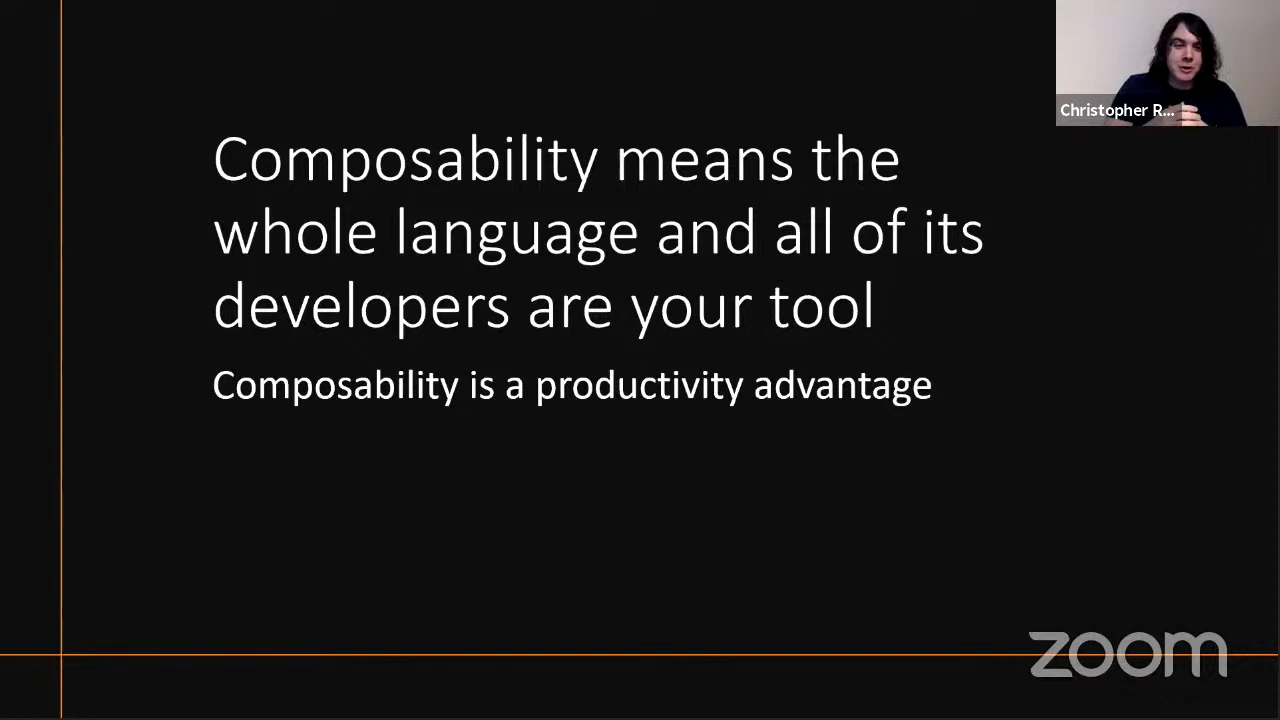 Christopher R...
Composability means the
whole language and all of its
developers are your tool
Composability is a productivity advantage
zoom